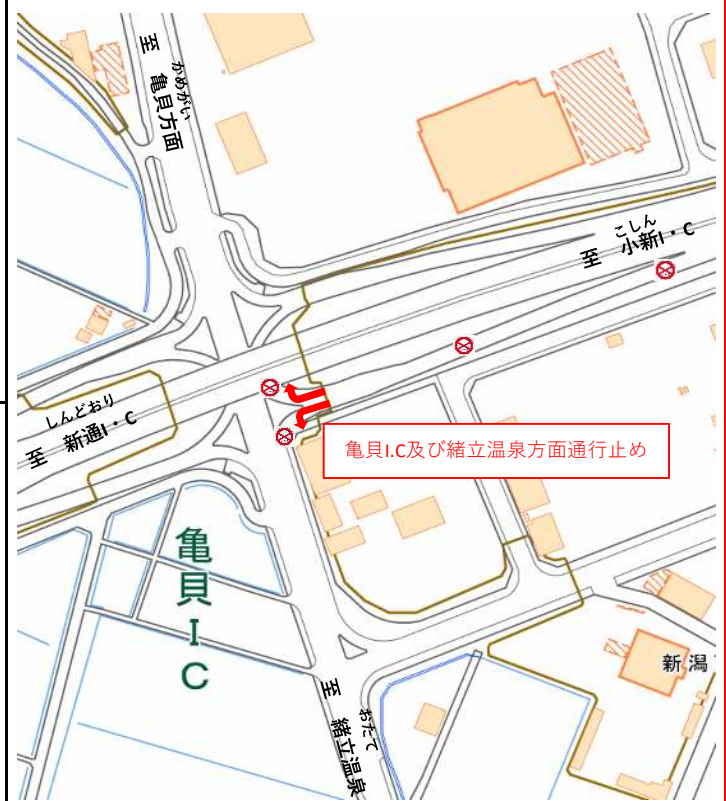 かめがい
至 亀貝方面
こしん
至 小新I・C
しんどおり
至 新通I・C
亀貝I.C及び緒立温泉方面通行止め
亀貝IC
新潟
おたて
至 緒立温泉